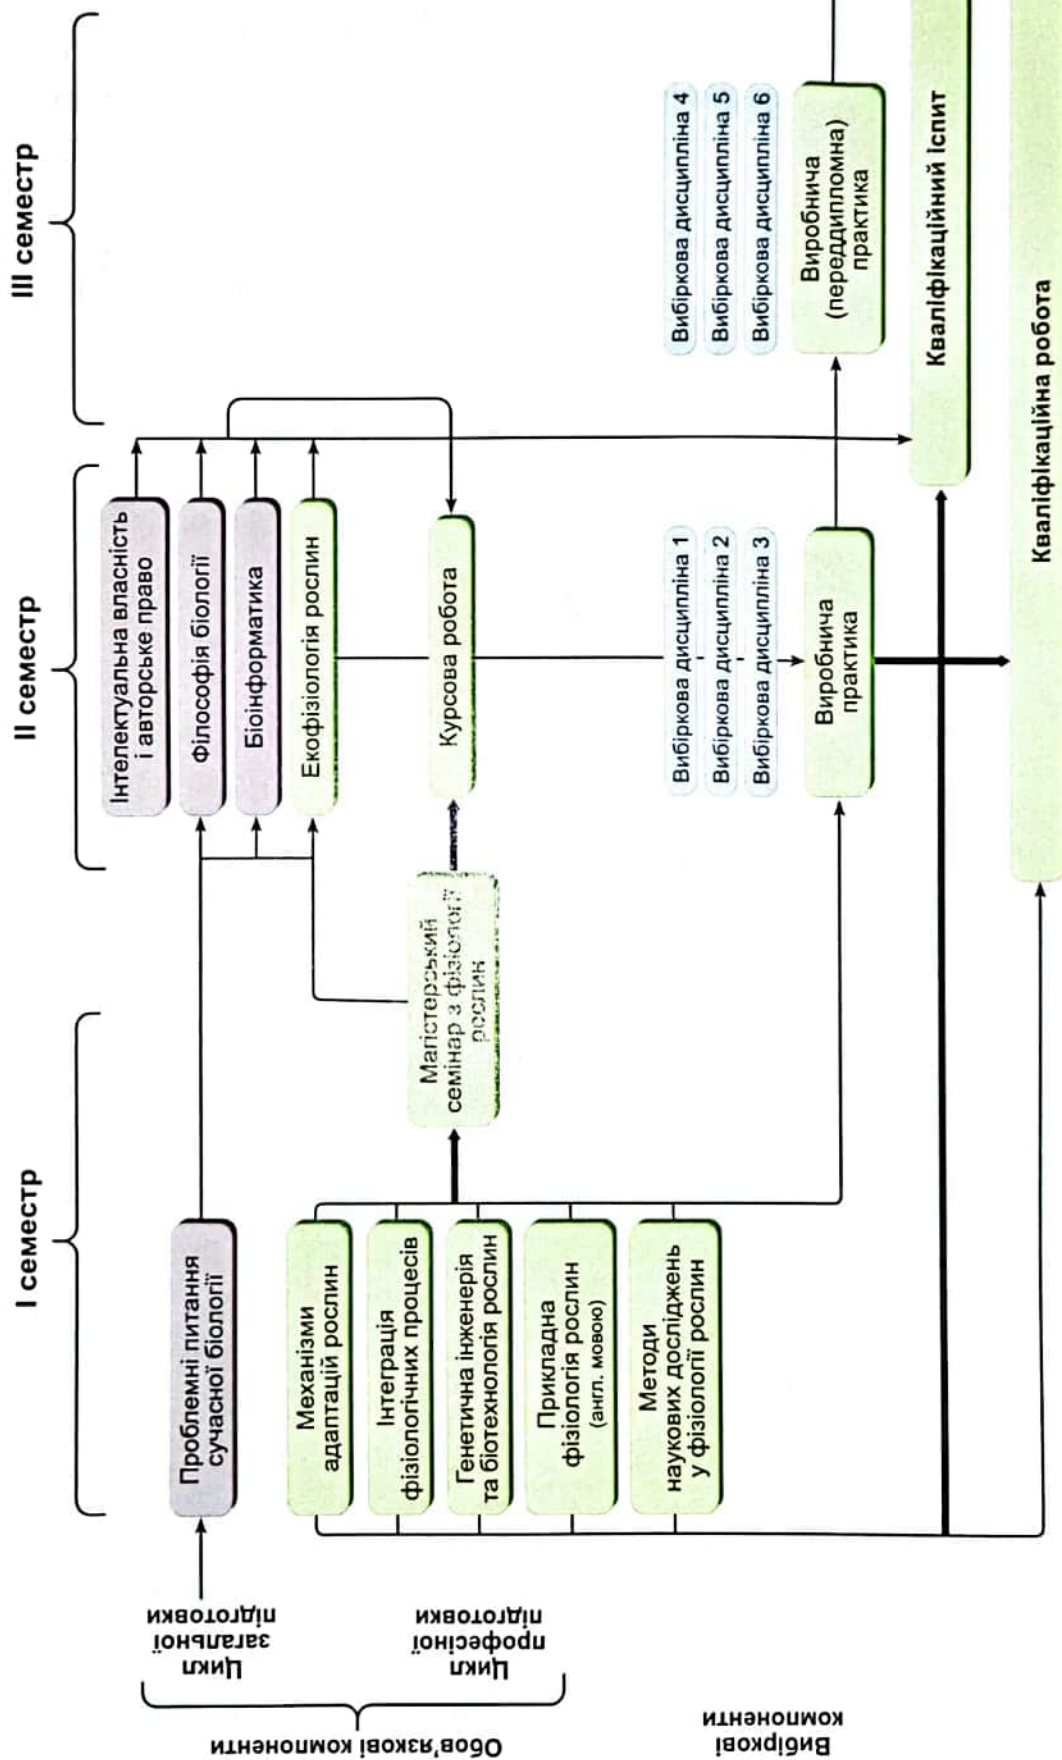 I семестр
II семестр
III семестр
Обов'язкові компоненти
Цикл
загальної
підготовки
Цикл
професіної
підготовки
Вибіркові
компоненти
Проблемні питання
сучасної біології
Механізми
адаптацій рослин
Інтеграція
фізіологічних процесів
Генетична інженерія
та біотехнологія рослин
Прикладна
фізіологія рослин
(англ. мовою)
Методи
наукових досліджень
у фізіології рослин
Магістерський
семінар з фізіології
рослин
Інтелектуальна власність
і авторське право
Філософія біології
Біоінформатика
Екофізіологія рослин
Курсова робота
Вибіркова дисципліна 1
Вибіркова дисципліна 2
Вибіркова дисципліна 3
Виробнича
практика
Вибіркова дисципліна 4
Вибіркова дисципліна 5
Вибіркова дисципліна 6
Виробнича
(переддипломна)
практика
Кваліфікаційний іспит
Кваліфікаційна робота